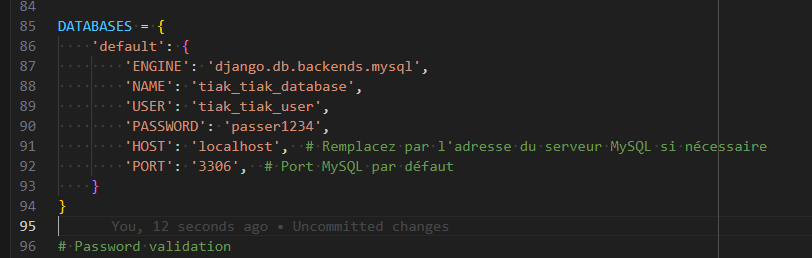 84
85 DATABASES = {
86     'default': {
87         'ENGINE': 'django.db.backends.mysql',
88         'NAME': 'tiak_tiak_database',
89         'USER': 'tiak_tiak_user',
90         'PASSWORD': 'passer1234',
91         'HOST': 'localhost',  # Remplacez par l'adresse du serveur MySQL si nécessaire
92         'PORT': '3306',  # Port MySQL par défaut
93     }
94 }
95 You, 12 seconds ago • Uncommitted changes
96 # Password validation